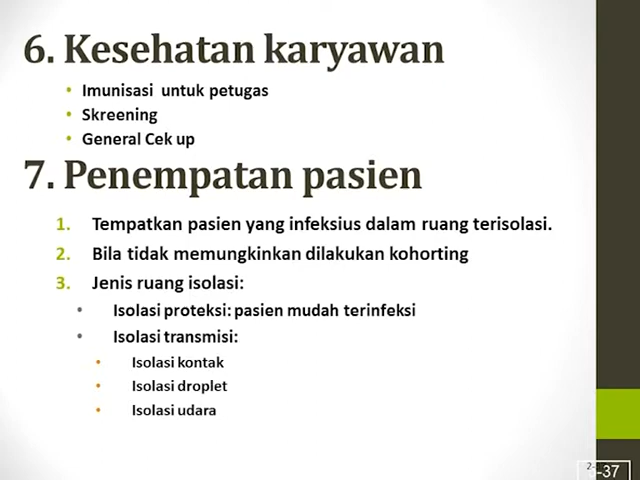 6. Kesehatan karyawan
• Imunisasi untuk petugas
• Skreening
• General Cek up
7. Penempatan pasien
1. Tempatkan pasien yang infeksius dalam ruang terisolasi.
2. Bila tidak memungkinkan dilakukan kohorting
3. Jenis ruang isolasi:
• Isolasi proteksi: pasien mudah terinfeksi
• Isolasi transmisi:
• Isolasi kontak
• Isolasi droplet
• Isolasi udara
-37